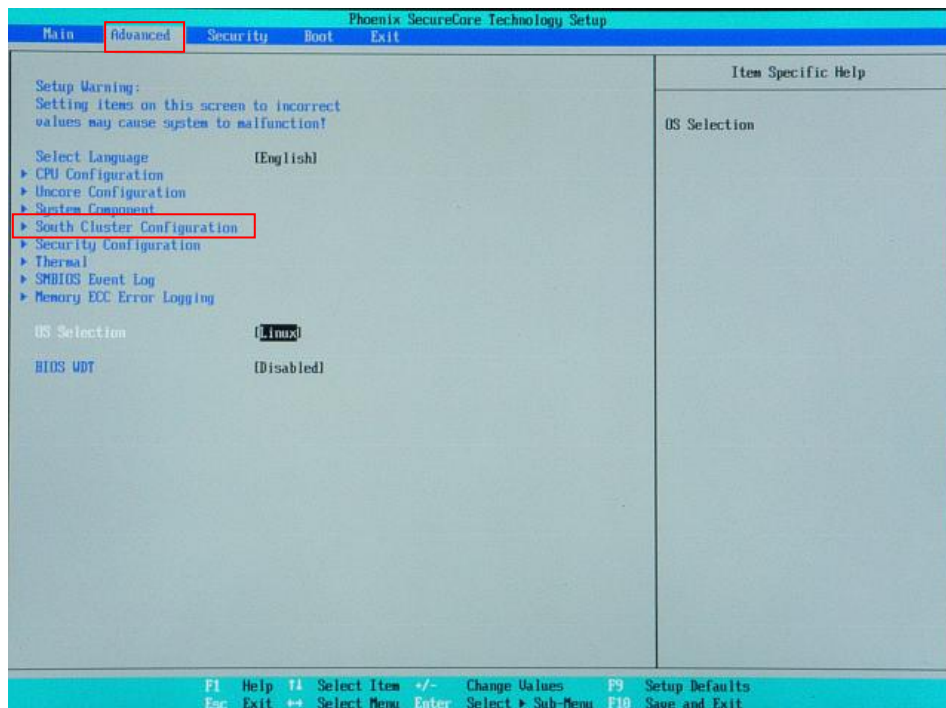 Phoenix SecureCore Technology Setup
Main Advanced Security Boot Exit
Item Specific Help
Setup Warning:
Setting items on this screen to incorrect
values may cause system to malfunction!
OS Selection
Select Language [English]
CPU Configuration
Uncore Configuration
System Component
South Cluster Configuration
Security Configuration
Thermal
SMBIOS Event Log
Memory ECC Error Logging
OS Selection [Linux]
BIOS WDT [Disabled]
F1 Help ↑↓ Select Item +/- Change Values F9 Setup Defaults
Esc Exit ↔ Select Menu Enter Select ▶ Sub-Menu F10 Save and Exit